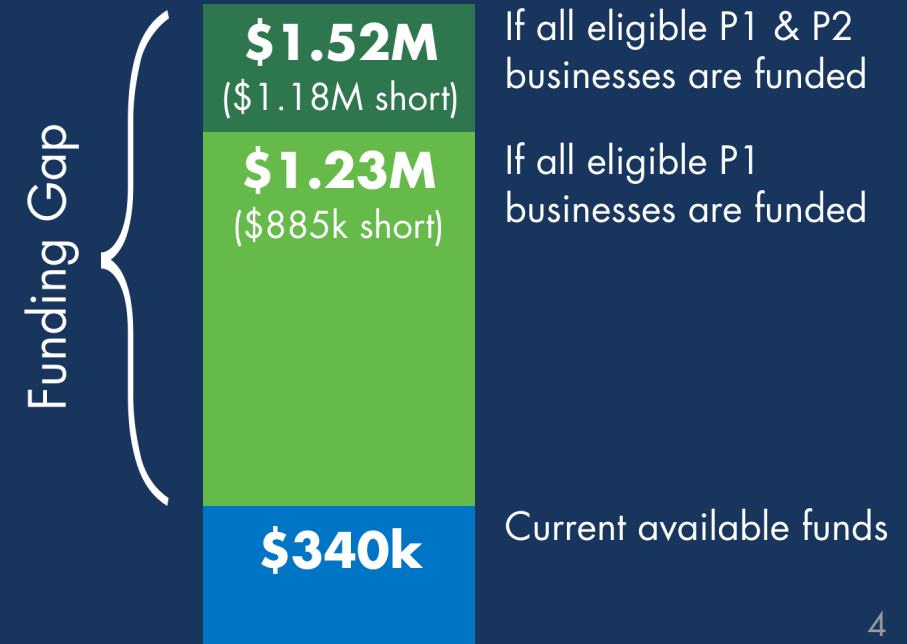 Funding Gap
$1.52M
($1.18M short)
If all eligible P1 & P2
businesses are funded
$1.23M
($885k short)
If all eligible P1
businesses are funded
$340k
Current available funds
4